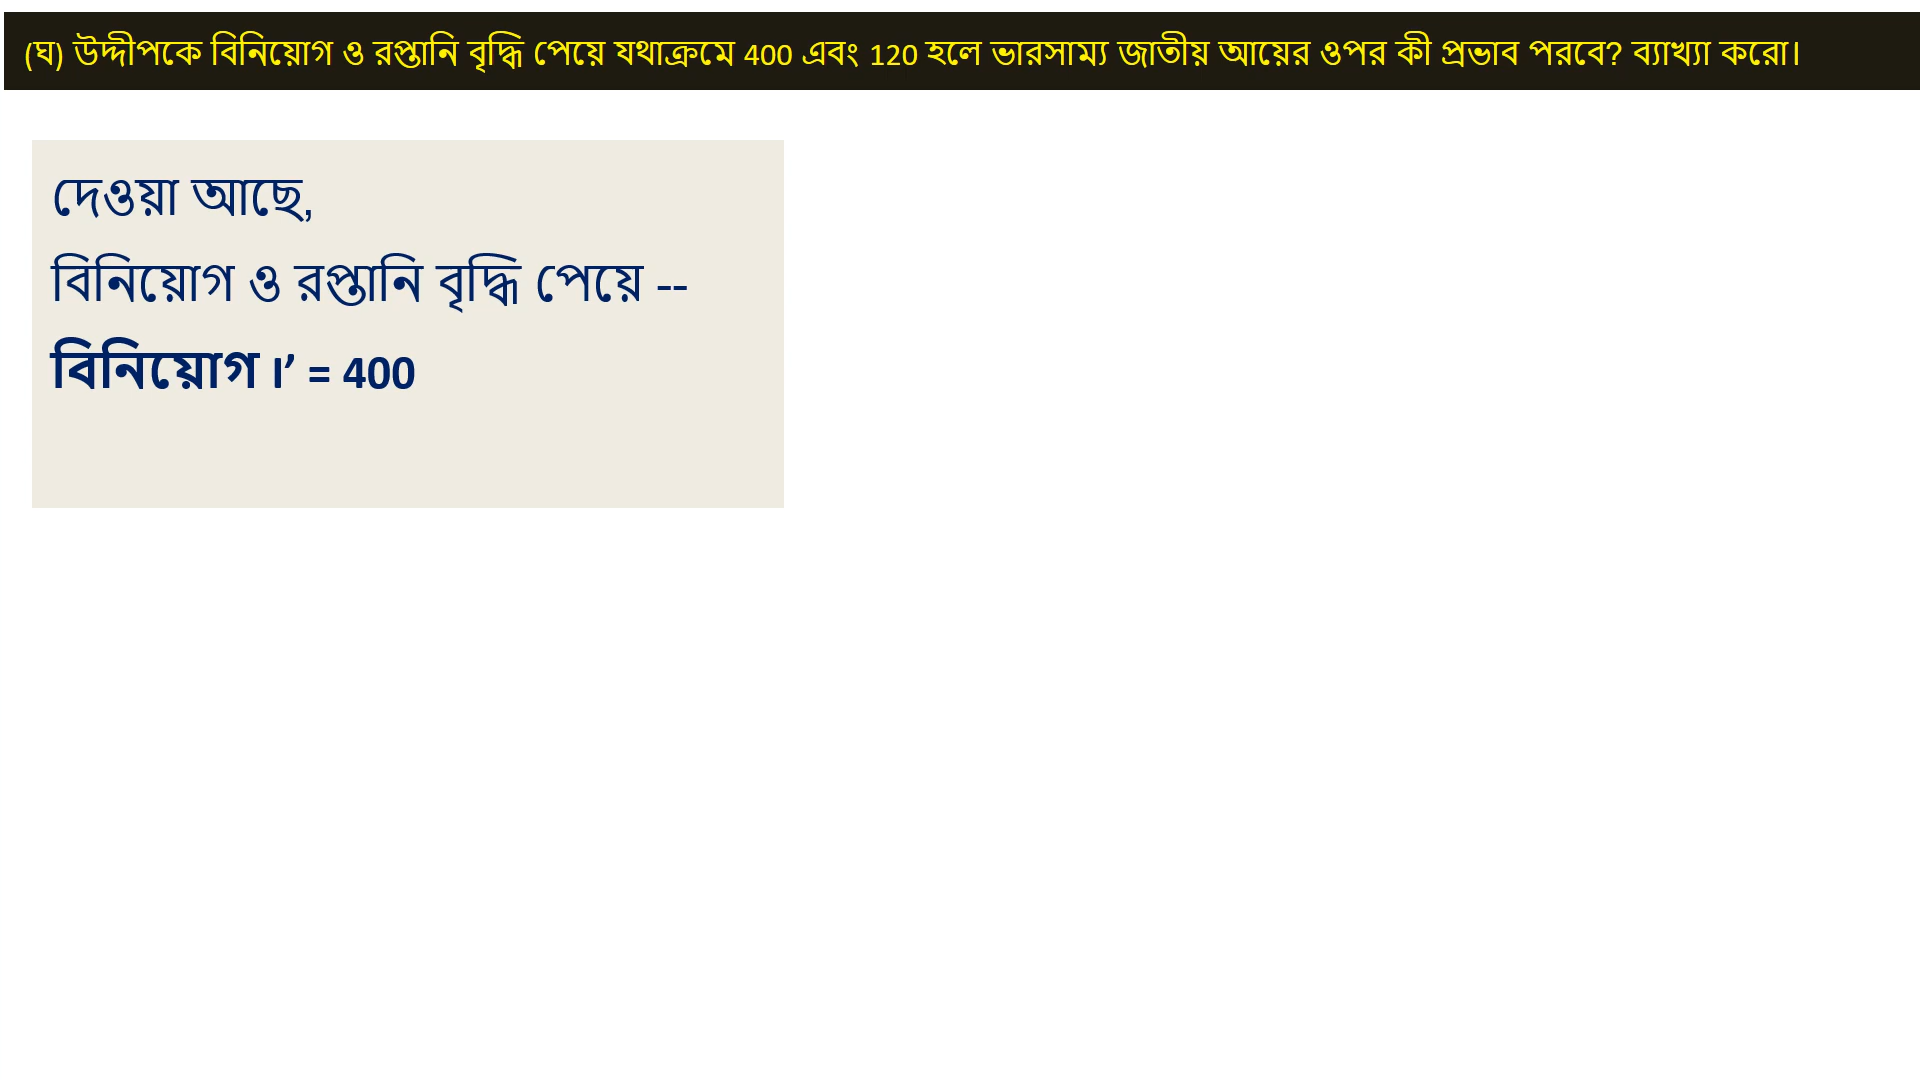 (ঘ) উদ্দীপকে বিনিয়োগ ও রপ্তানি বৃদ্ধি পেয়ে যথাক্রমে 400 এবং 120 হলে ভারসাম্য জাতীয় আয়ের ওপর কী প্রভাব পরবে? ব্যাখ্যা করো।
দেওয়া আছে,
বিনিয়োগ ও রপ্তানি বৃদ্ধি পেয়ে --
বিনিয়োগ I’ = 400